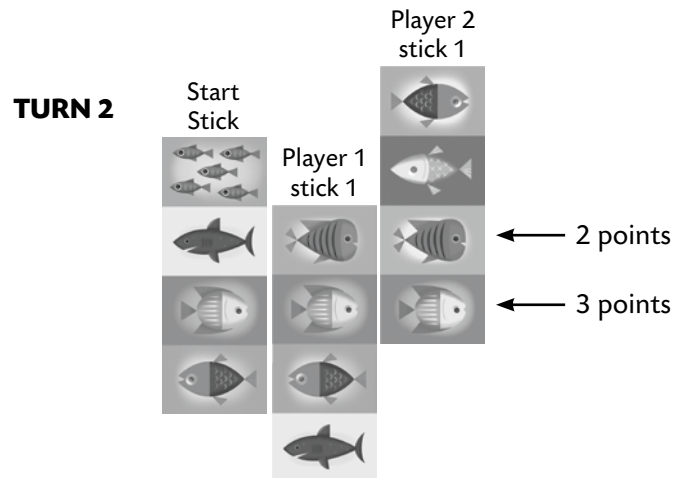 TURN 2
Start
Stick
Player 1
stick 1
Player 2
stick 1
2 points
3 points